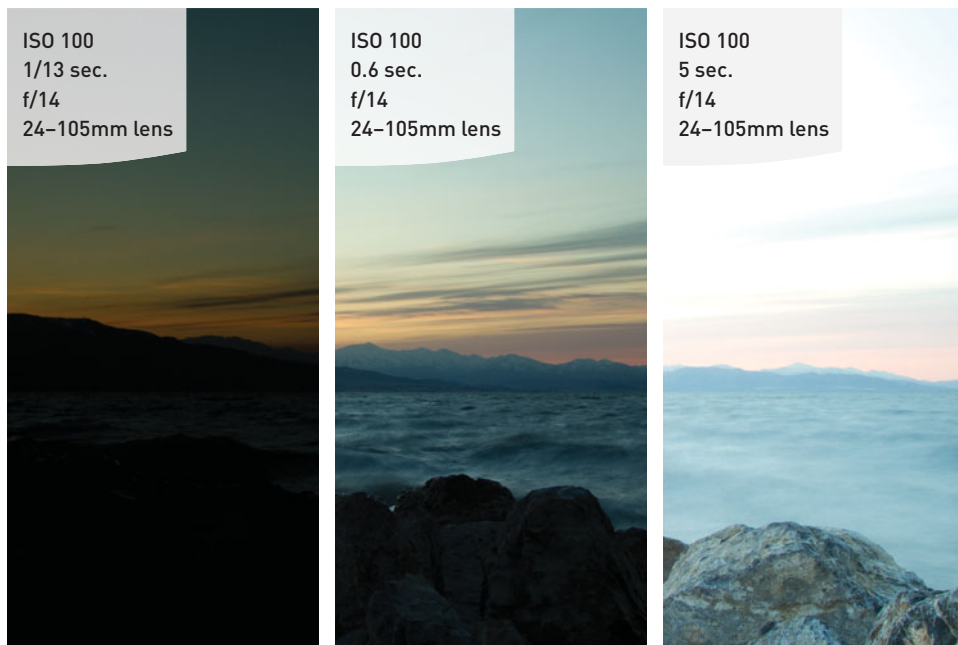 ISO 100
1/13 sec.
f/14
24–105mm lens
ISO 100
0.6 sec.
f/14
24–105mm lens
ISO 100
5 sec.
f/14
24–105mm lens